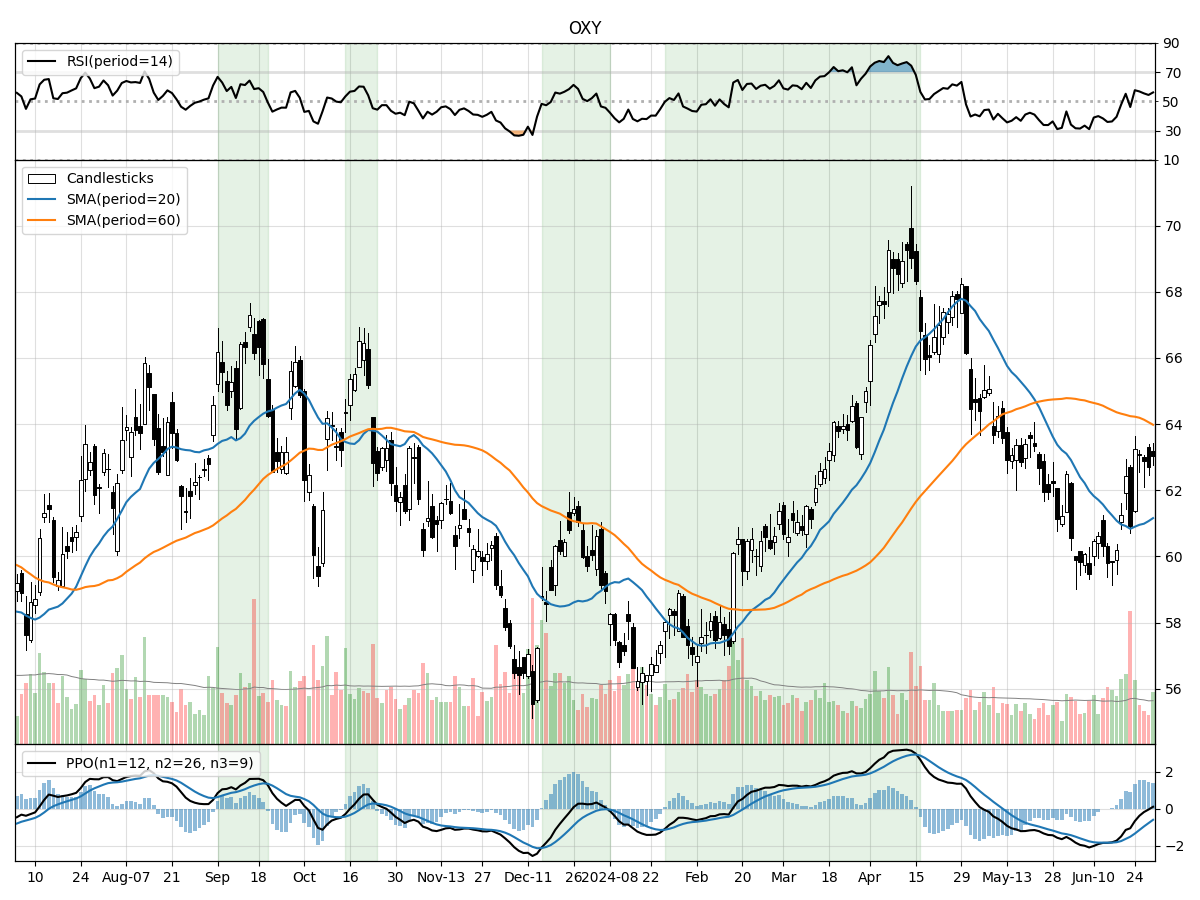 OXY
RSI(period=14)
90
70
50
30
10
Candlesticks
SMA(period=20)
SMA(period=60)
70
68
66
64
62
60
58
56
PPO(n1=12, n2=26, n3=9)
2
0
−2
10 24 Aug-07 21 Sep 18 Oct 16 30 Nov-13 27 Dec-11 26 2024-08 22 Feb 20 Mar 18 Apr 15 29 May-13 28 Jun-10 24